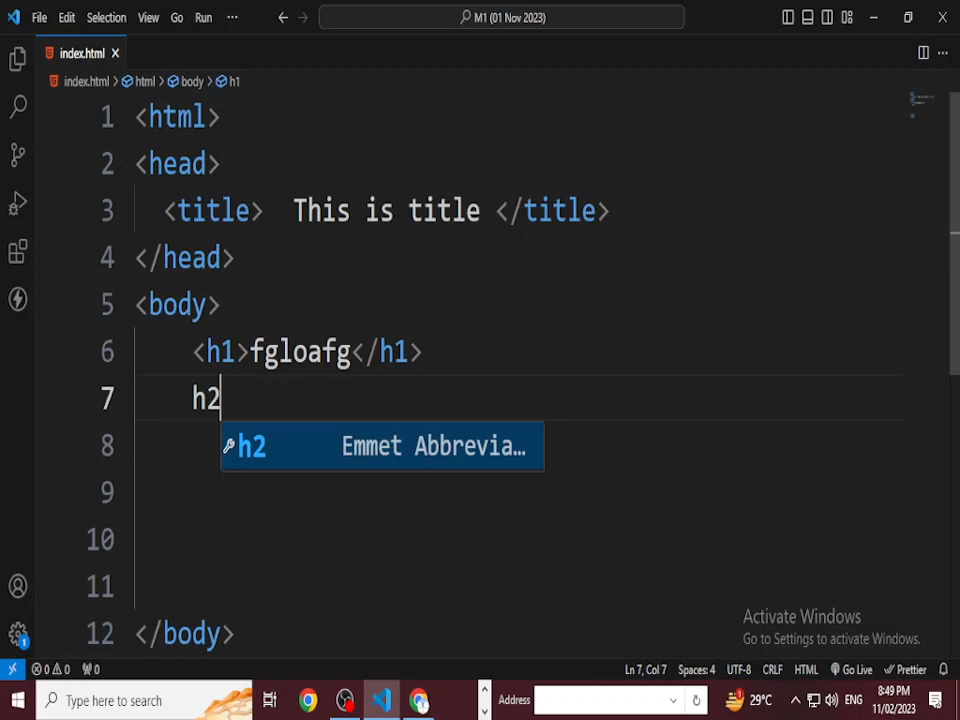 File Edit Selection View Go Run ··· M1 (01 Nov 2023)
index.html
index.html > html > body > h1
1 <html>
2 <head>
3 <title> This is title </title>
4 </head>
5 <body>
6 <h1>fgloafg</h1>
7 h2
8 h2 Emmet Abbrevia...
9
10
11
12 </body>
Activate Windows
Go to Settings to activate Windows.
0 0 0 Ln 7, Col 7 Spaces: 4 UTF-8 CRLF HTML Go Live Prettier
1
Type here to search Address 1 29°C ENG 8:49 PM
11/02/2023